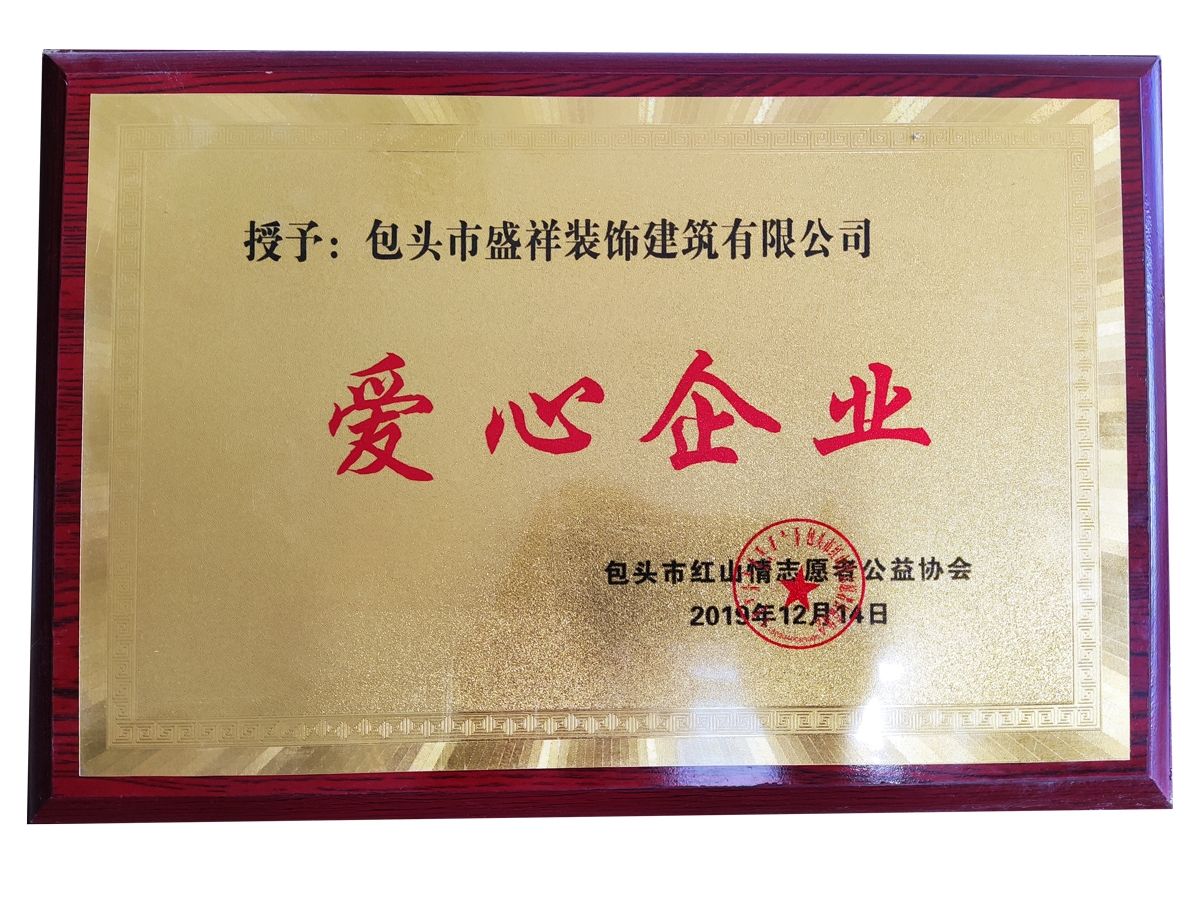 授予：包头市盛祥装饰建筑有限公司
爱心企业
包头市红山情志愿者公益协会
2019年12月14日